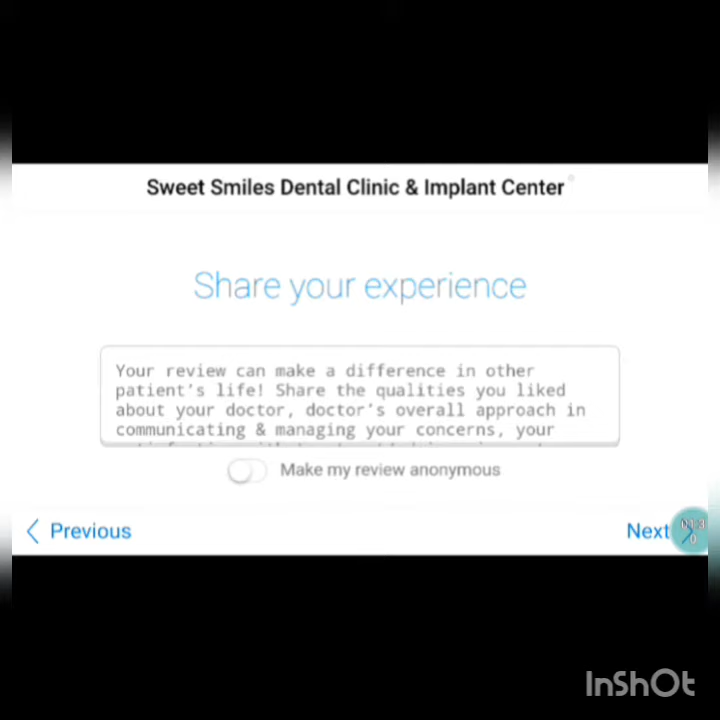 Sweet Smiles Dental Clinic & Implant Center
Share your experience
Your review can make a difference in other
patient's life! Share the qualities you liked
about your doctor, doctor's overall approach in
communicating & managing your concerns, your
Make my review anonymous
Previous
Next
InShOt